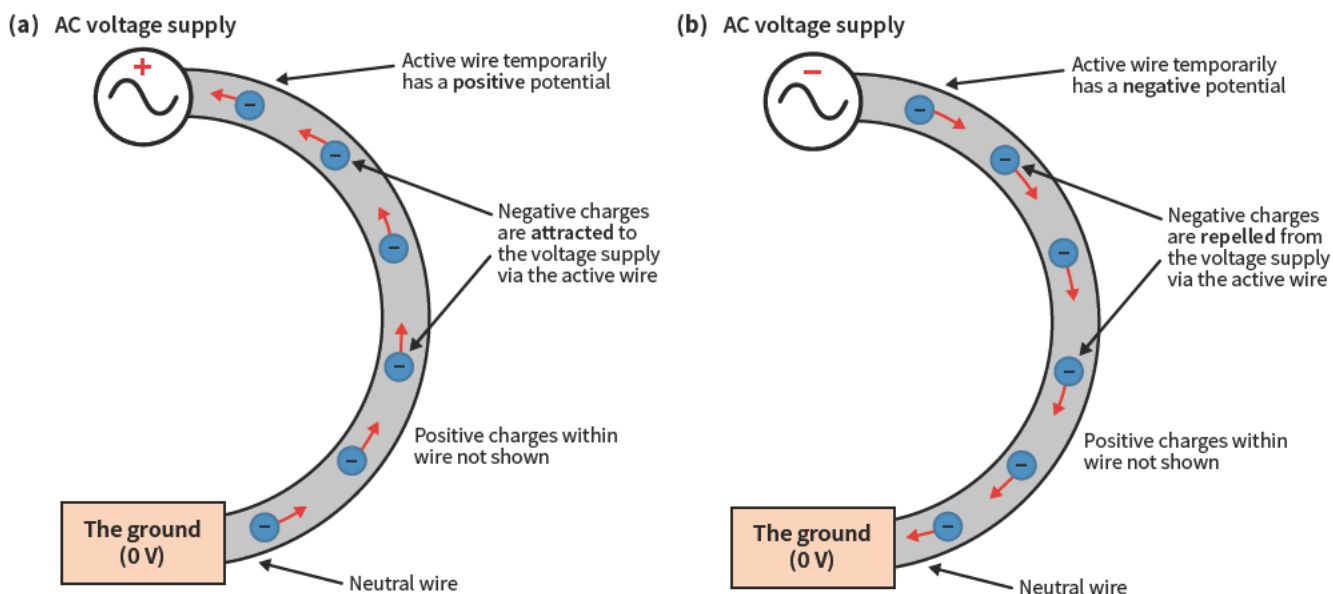 (a) AC voltage supply
+
Active wire temporarily
has a positive potential
Negative charges
are attracted to
the voltage supply
via the active wire
Positive charges within
wire not shown
The ground
(0 V)
Neutral wire
(b) AC voltage supply
−
Active wire temporarily
has a negative potential
Negative charges
are repelled from
the voltage supply
via the active wire
Positive charges within
wire not shown
The ground
(0 V)
Neutral wire